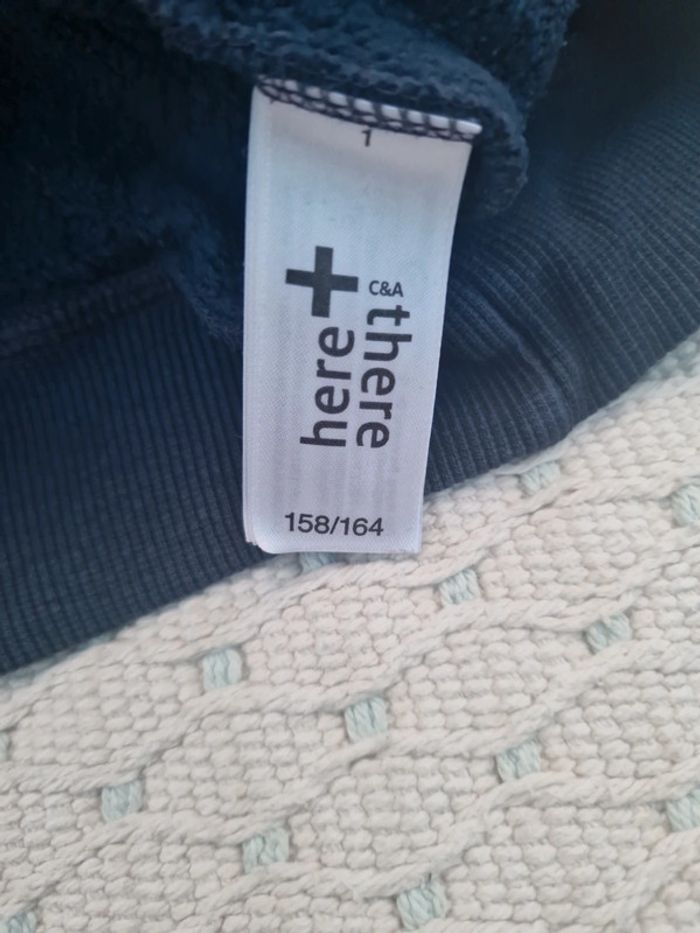 1
C&A
here + there
158/164